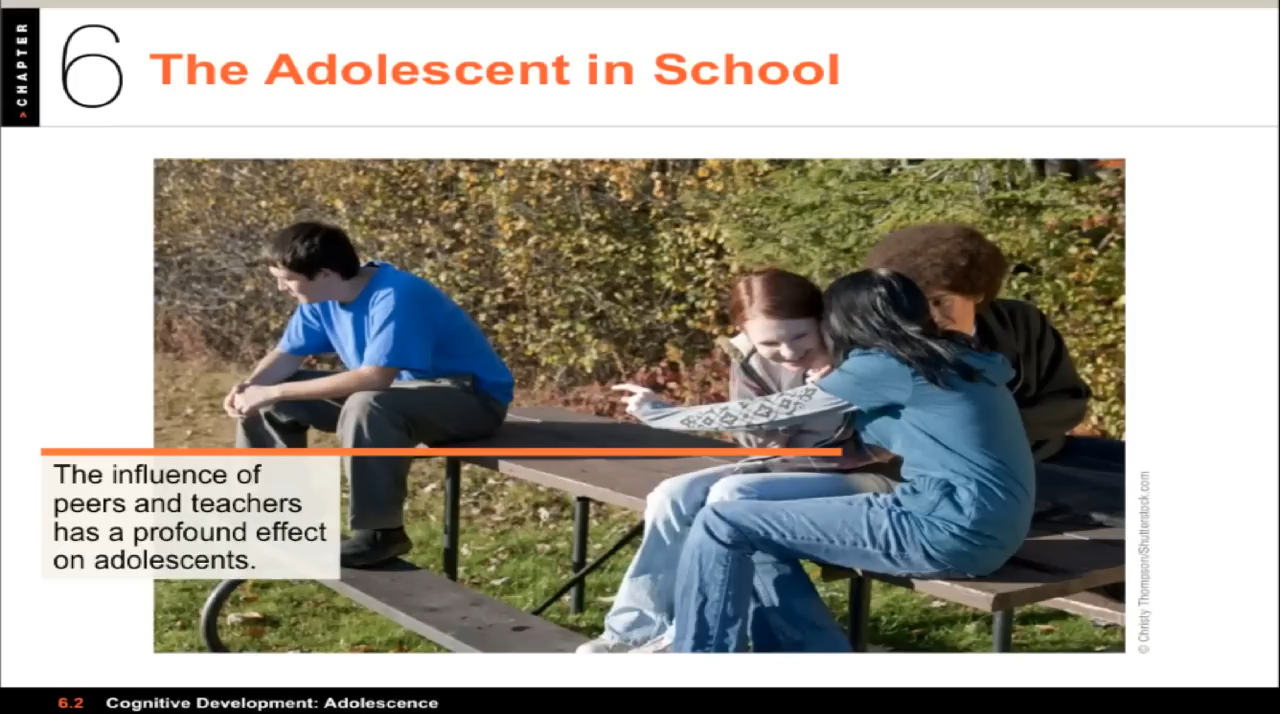 > CHAPTER
6
The Adolescent in School
The influence of
peers and teachers
has a profound effect
on adolescents.
© Christy Thompson/Shutterstock.com
6.2 Cognitive Development: Adolescence